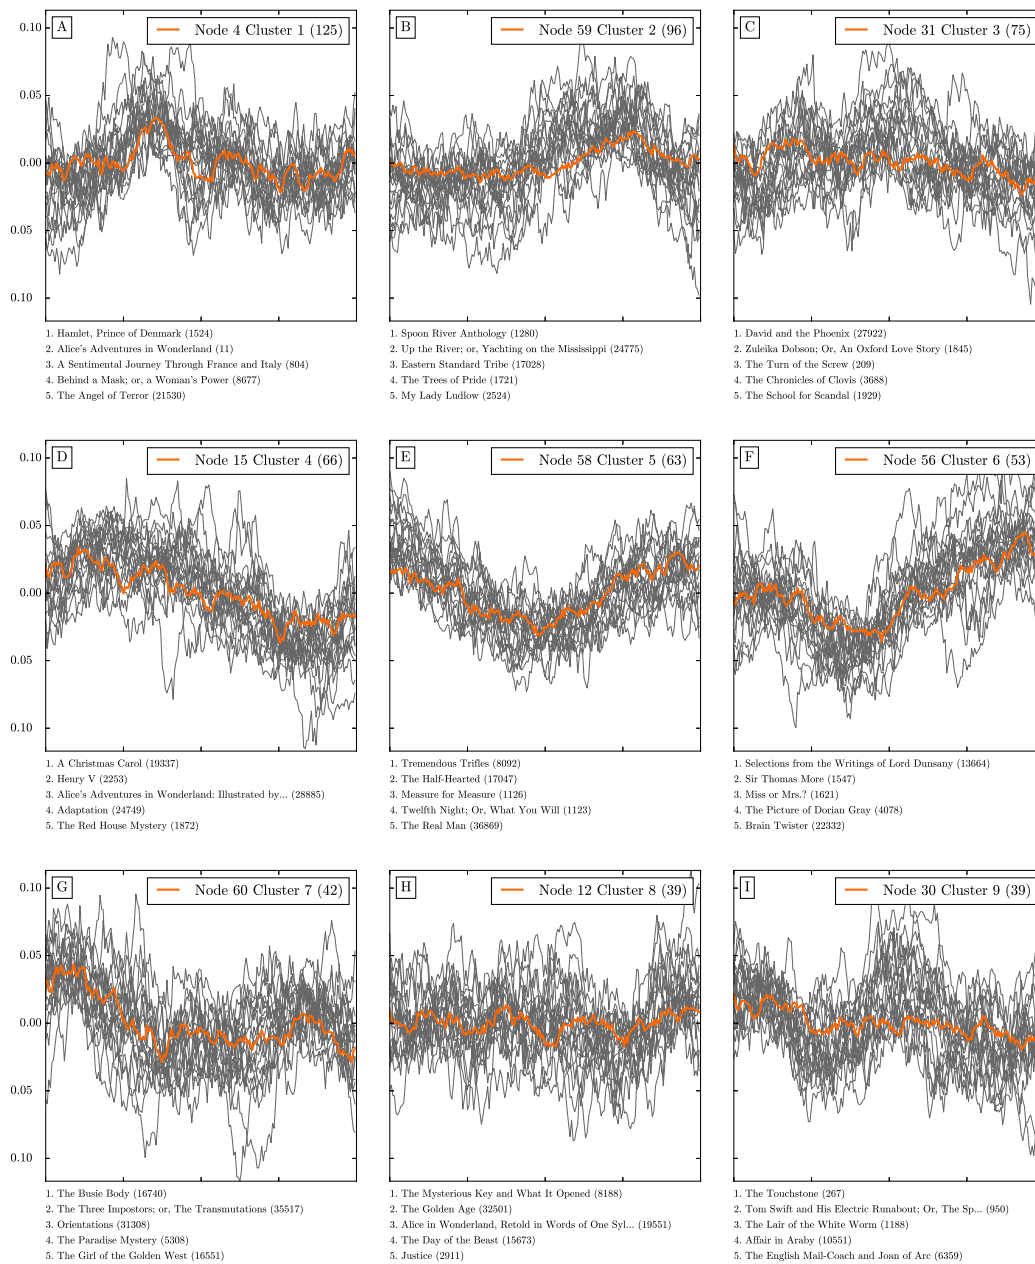 A
Node 4 Cluster 1 (125)
B
Node 59 Cluster 2 (96)
C
Node 31 Cluster 3 (75)
0.10
0.05
0.00
0.05
0.10
1. Hamlet, Prince of Denmark (1524)
2. Alice's Adventures in Wonderland (11)
3. A Sentimental Journey Through France and Italy (804)
4. Behind a Mask; or, a Woman's Power (8677)
5. The Angel of Terror (21530)
1. Spoon River Anthology (1280)
2. Up the River; or, Yachting on the Mississippi (24775)
3. Eastern Standard Tribe (17028)
4. The Trees of Pride (1721)
5. My Lady Ludlow (2524)
1. David and the Phoenix (27922)
2. Zuleika Dobson; Or, An Oxford Love Story (1845)
3. The Turn of the Screw (209)
4. The Chronicles of Clovis (3688)
5. The School for Scandal (1929)
D
Node 15 Cluster 4 (66)
E
Node 58 Cluster 5 (63)
F
Node 56 Cluster 6 (53)
0.10
0.05
0.00
0.05
0.10
1. A Christmas Carol (19337)
2. Henry V (2253)
3. Alice's Adventures in Wonderland: Illustrated by... (28885)
4. Adaptation (24749)
5. The Red House Mystery (1872)
1. Tremendous Trifles (8092)
2. The Half-Hearted (17047)
3. Measure for Measure (1126)
4. Twelfth Night; Or, What You Will (1123)
5. The Real Man (36869)
1. Selections from the Writings of Lord Dunsany (13664)
2. Sir Thomas More (1547)
3. Miss or Mrs.? (1621)
4. The Picture of Dorian Gray (4078)
5. Brain Twister (22332)
G
Node 60 Cluster 7 (42)
H
Node 12 Cluster 8 (39)
I
Node 30 Cluster 9 (39)
0.10
0.05
0.00
0.05
0.10
1. The Busie Body (16740)
2. The Three Impostors; or, The Transmutations (35517)
3. Orientations (31308)
4. The Paradise Mystery (5308)
5. The Girl of the Golden West (16551)
1. The Mysterious Key and What It Opened (8188)
2. The Golden Age (32501)
3. Alice in Wonderland, Retold in Words of One Syl... (19551)
4. The Day of the Beast (15673)
5. Justice (2911)
1. The Touchstone (267)
2. Tom Swift and His Electric Runabout; Or, The Sp... (950)
3. The Lair of the White Worm (1188)
4. Affair in Araby (10551)
5. The English Mail-Coach and Joan of Arc (6359)